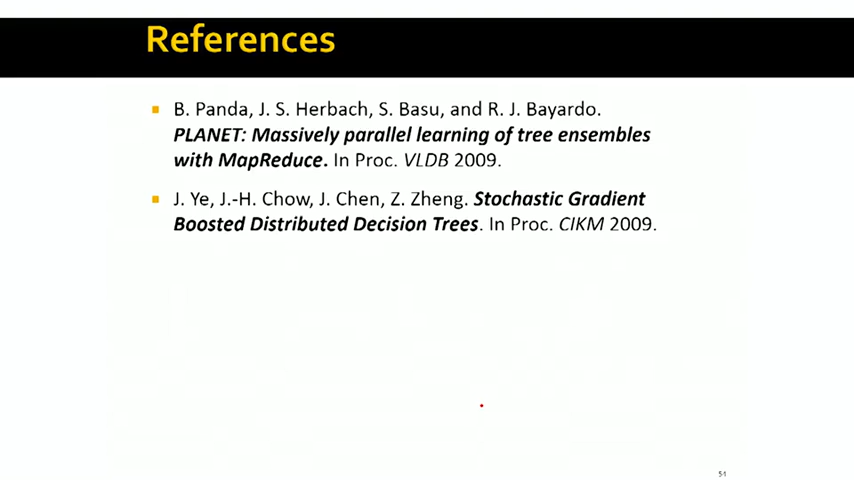 References
B. Panda, J. S. Herbach, S. Basu, and R. J. Bayardo.
PLANET: Massively parallel learning of tree ensembles
with MapReduce. In Proc. VLDB 2009.
J. Ye, J.-H. Chow, J. Chen, Z. Zheng. Stochastic Gradient
Boosted Distributed Decision Trees. In Proc. CIKM 2009.
51